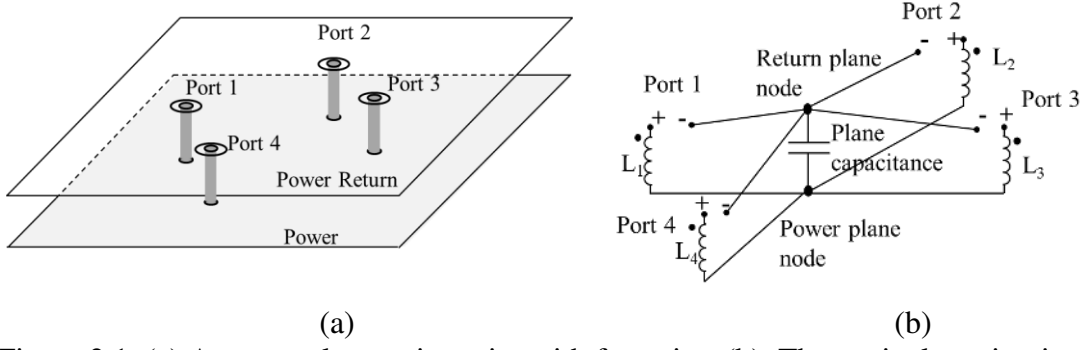 Port 2
Port 1
Port 3
Port 4
Power Return
Power
(a)
Port 2
+
-
L2
Return plane
node
Port 1
+
-
L1
Port 3
-
+
L3
Plane
capacitance
Port 4
+
-
L4
Power plane
node
(b)